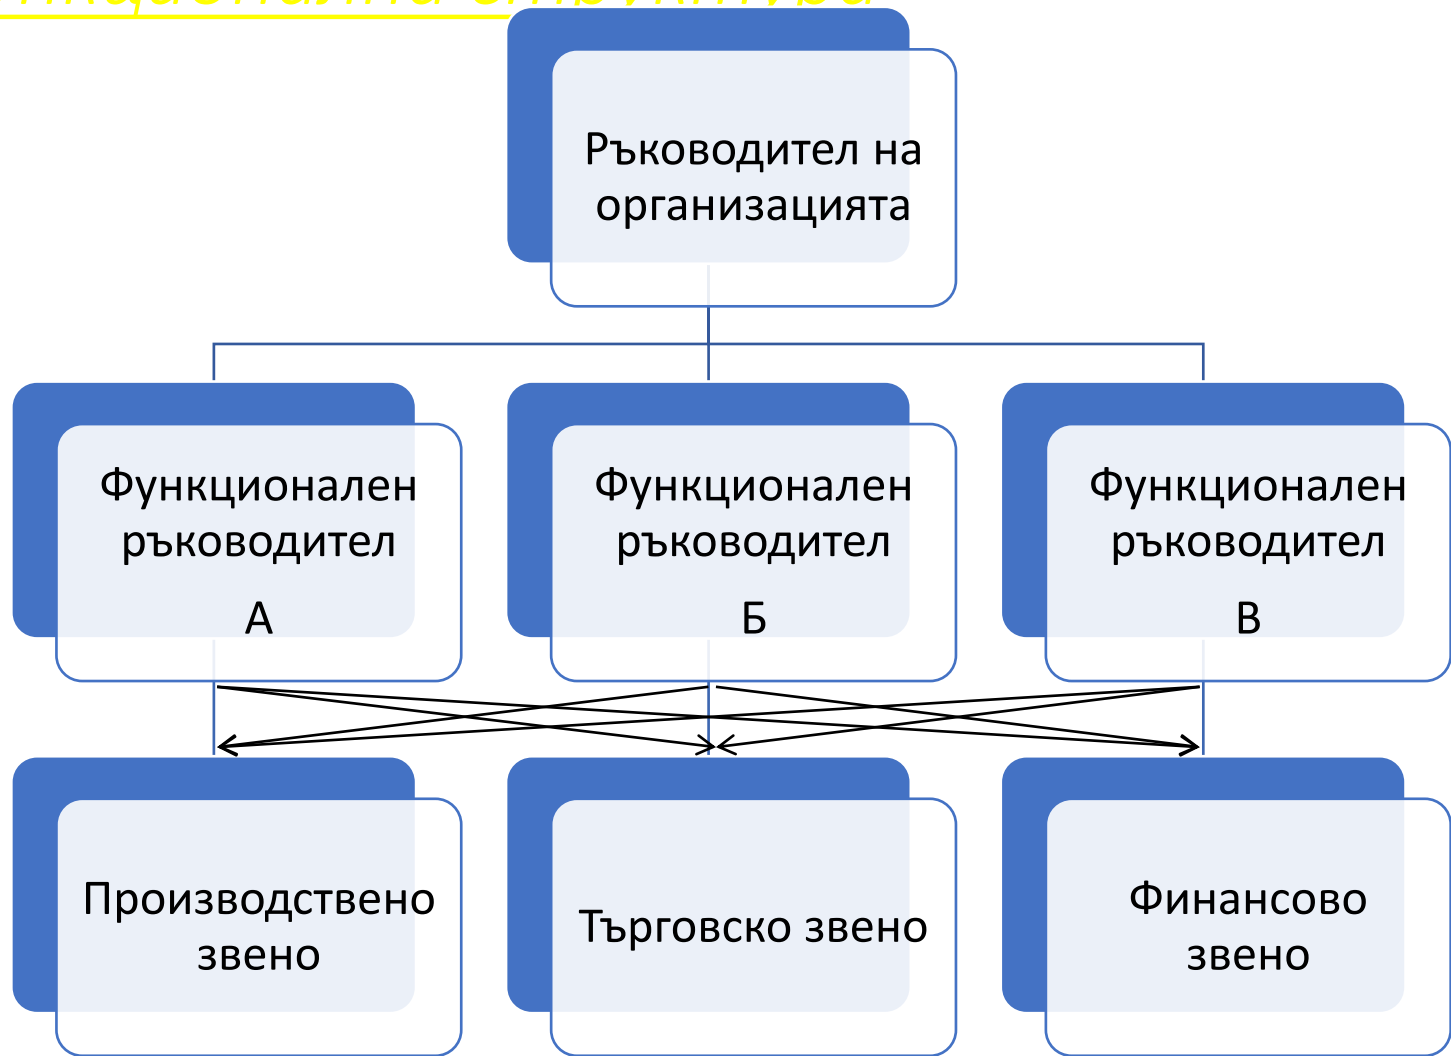 Ръководител на
организацията
Функционален
ръководител
А
Функционален
ръководител
Б
Функционален
ръководител
В
Производствено
звено
Търговско звено
Финансово
звено